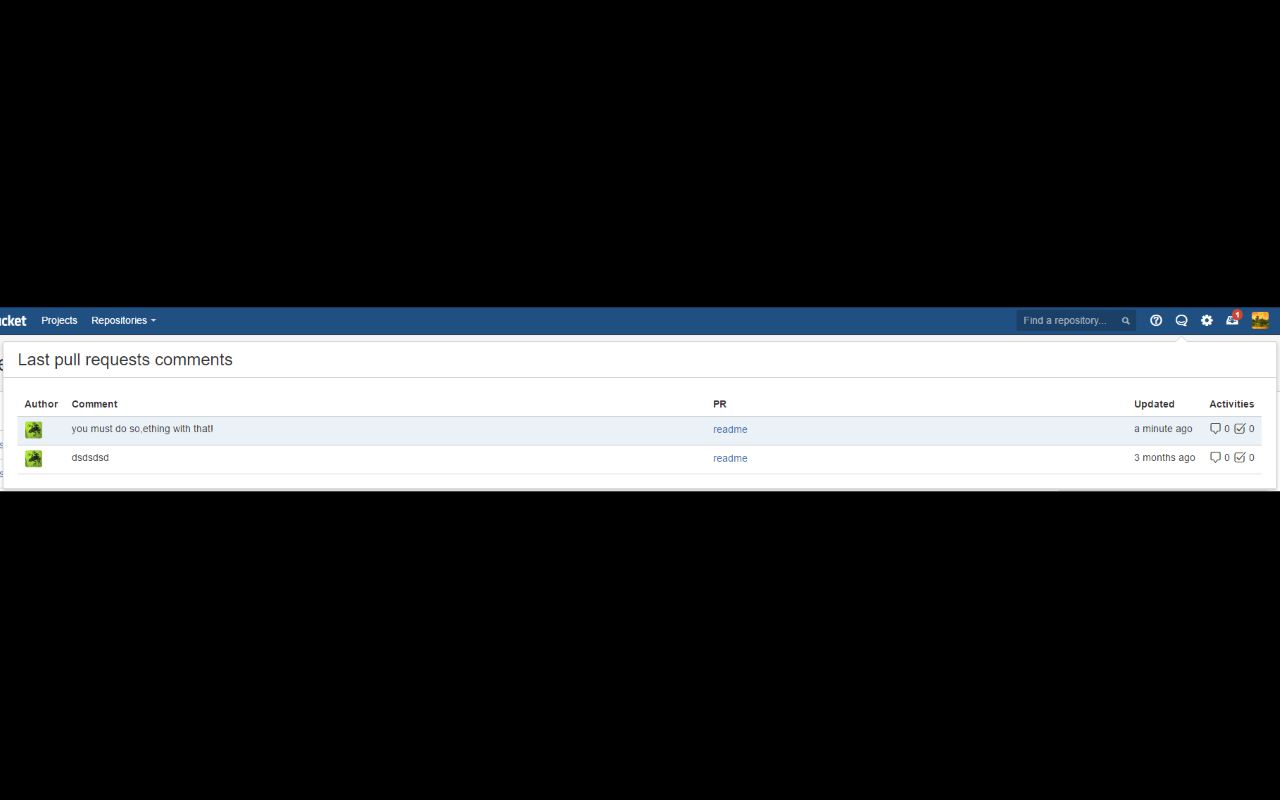 Projects Repositories Find a repository... 1
Last pull requests comments
Author Comment PR Updated Activities
you must do so,ething with that! readme a minute ago 0 0
dsdsdsd readme 3 months ago 0 0